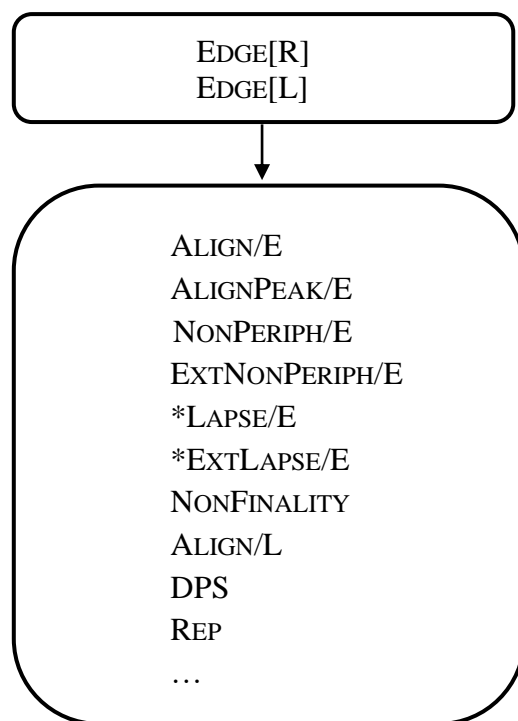 EDGE[R]
EDGE[L]
ALIGN/E
ALIGNPEAK/E
NONPERIPH/E
EXTNONPERIPH/E
*LAPSE/E
*EXTLAPSE/E
NONFINALITY
ALIGN/L
DPS
REP
…